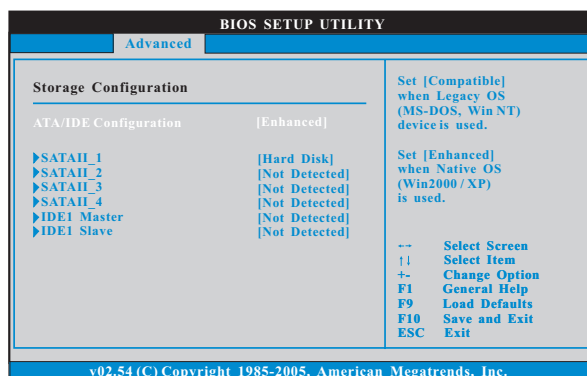 BIOS SETUP UTILITY
Advanced
Storage Configuration
ATA/IDE Configuration [Enhanced]
SATAII_1 [Hard Disk]
SATAII_2 [Not Detected]
SATAII_3 [Not Detected]
SATAII_4 [Not Detected]
IDE1 Master [Not Detected]
IDE1 Slave [Not Detected]
Set [Compatible]
when Legacy OS
(MS-DOS, Win NT)
device is used.
Set [Enhanced]
when Native OS
(Win2000 / XP)
is used.
←→ Select Screen
↑↓ Select Item
+- Change Option
F1 General Help
F9 Load Defaults
F10 Save and Exit
ESC Exit
v02.54 (C) Copyright 1985-2005, American Megatrends, Inc.